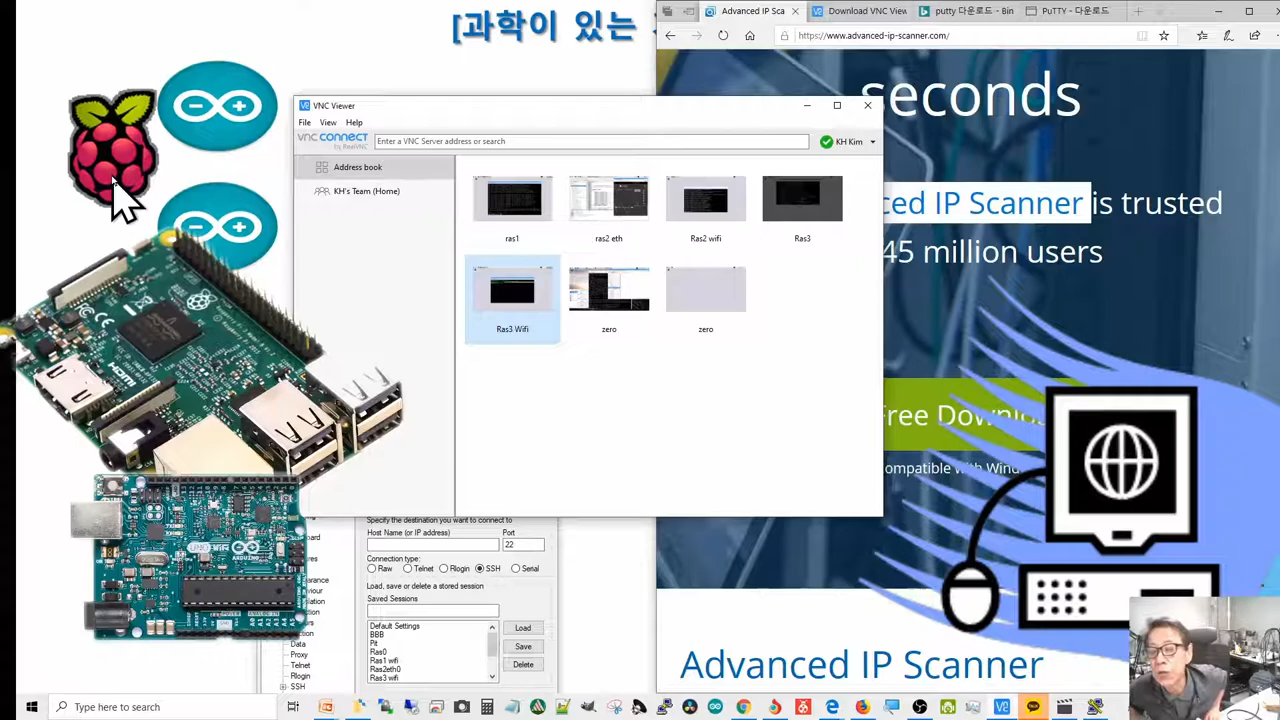 [과학이 있는
Advanced IP Sca
Download VNC View
putty 다운로드 - Bin
PuTTY - 다운로드
https://www.advanced-ip-scanner.com/
seconds
ced IP Scanner is trusted
45 million users
Free Downlo
ompatible with Wind
Advanced IP Scanner
VNC Viewer
File View Help
VNC CONNECT
by RealVNC
Enter a VNC Server address or search
KH Kim
Address book
KH's Team (Home)
ras1
ras2 eth
Ras2 wifi
Ras3
Ras3 Wifi
zero
zero
HDMI
UNO
ARDUINO
Specify the destination you want to connect to
Host Name (or IP address)
Port
22
Connection type:
Raw
Telnet
Rlogin
SSH
Serial
Load, save or delete a stored session
Saved Sessions
Default Settings
BBB
Pit
Ras0
Ras1 wifi
Ras2eth0
Ras3 wifi
Load
Save
Delete
Data
Proxy
Telnet
Rlogin
SSH
Type here to search